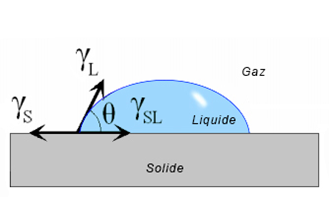 γL
Gaz
γS
θ
γSL
Liquide
Solide